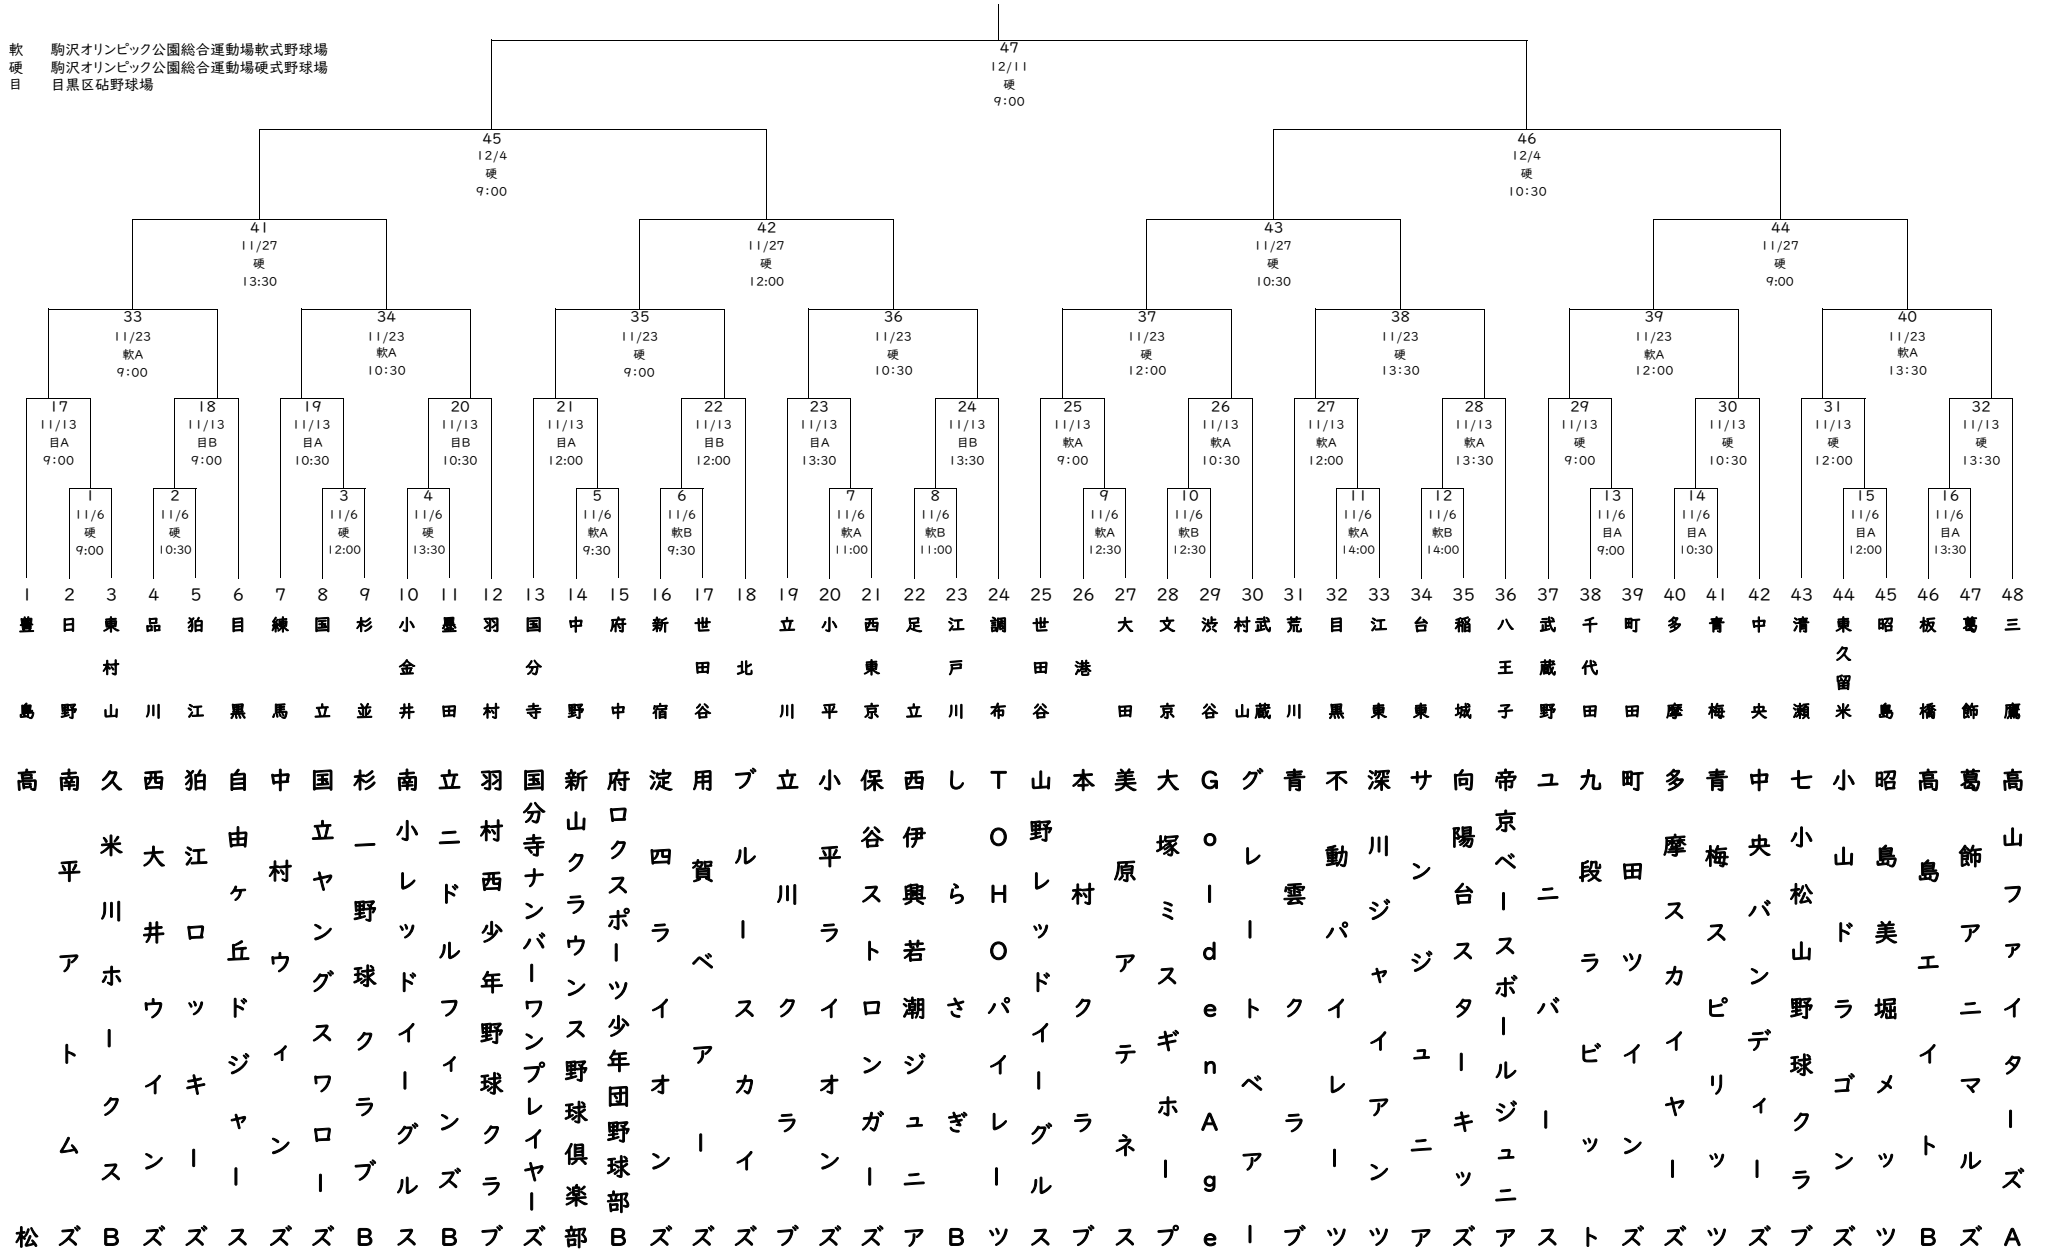 軟 駒沢オリンピック公園総合運動場軟式野球場
硬 駒沢オリンピック公園総合運動場硬式野球場
目 目黒区砧野球場
47
12/11
硬
9:00
45
12/4
硬
9:00
46
12/4
硬
10:30
41
11/27
硬
13:30
42
11/27
硬
12:00
43
11/27
硬
10:30
44
11/27
硬
9:00
33
11/23
軟A
9:00
34
11/23
軟A
10:30
35
11/23
硬
9:00
36
11/23
硬
10:30
37
11/23
硬
12:00
38
11/23
硬
13:30
39
11/23
軟A
12:00
40
11/23
軟A
13:30
17
11/13
目A
9:00
18
11/13
目B
9:00
19
11/13
目A
10:30
20
11/13
目B
10:30
21
11/13
目A
12:00
22
11/13
目B
12:00
23
11/13
目A
13:30
24
11/13
目B
13:30
25
11/13
軟A
9:00
26
11/13
軟A
10:30
27
11/13
軟A
12:00
28
11/13
軟A
13:30
29
11/13
硬
9:00
30
11/13
硬
10:30
31
11/13
硬
12:00
32
11/13
硬
13:30
1
11/6
硬
9:00
2
11/6
硬
10:30
3
11/6
硬
12:00
4
11/6
硬
13:30
5
11/6
軟A
9:30
6
11/6
軟B
9:30
7
11/6
軟A
11:00
8
11/6
軟B
11:00
9
11/6
軟A
12:30
10
11/6
軟B
12:30
11
11/6
軟A
14:00
12
11/6
軟B
14:00
13
11/6
目A
9:00
14
11/6
目A
10:30
15
11/6
目A
12:00
16
11/6
目A
13:30
1 豊島 高松
2 日野 南平アトムズ
3 東村山 久米川ホークスB
4 品川 西大井ウインズ
5 狛江 狛江ロッキーズ
6 目黒 自由ヶ丘ドジャース
7 練馬 中村ウィンズ
8 国立 国立ヤングスワローズ
9 杉並 杉一野球クラブB
10 小金井 南小レッドイーグルス
11 墨田 立二ドルフィンズB
12 羽村 羽村西少年野球クラブ
13 国分寺 国分寺ナンバーワンプレイヤーズ
14 中野 新山クラウンス野球倶楽部
15 府中 府ロクスポーツ少年団野球部B
16 新宿 淀四ライオンズ
17 世田谷 用賀ベアーズ
18 北 ブルースカイズ
19 立川 立川クラブ
20 小平 小平ライオンズ
21 西東京 保谷ストロンガーズ
22 足立 西伊興若潮ジュニア
23 江戸川 しらさぎB
24 調布 TOHOパイレーツ
25 世田谷 山野レッドイーグルス
26 港 本村クラブ
27 大田 美原アテネス
28 文京 大塚ミスギホープ
29 渋谷 GoldenAge
30 武蔵村山 グレートベアー
31 荒川 青雲クラブ
32 目黒 不動パイレーツ
33 江東 深川ジャイアンツ
34 台東 サンジュニア
35 稲城 向陽台スターキッズ
36 八王子 帝京ベースボールジュニア
37 武蔵野 ユニバース
38 千代田 九段ラビット
39 町田 町田ツインズ
40 多摩 多摩スカイヤーズ
41 青梅 青梅スピリッツ
42 中央 中央バンディーズ
43 清瀬 七小松山野球クラブ
44 東久留米 小山ドラゴンズ
45 昭島 昭島美堀メッツ
46 板橋 高島エイトB
47 葛飾 葛飾アニマルズ
48 三鷹 高山ファイターズA